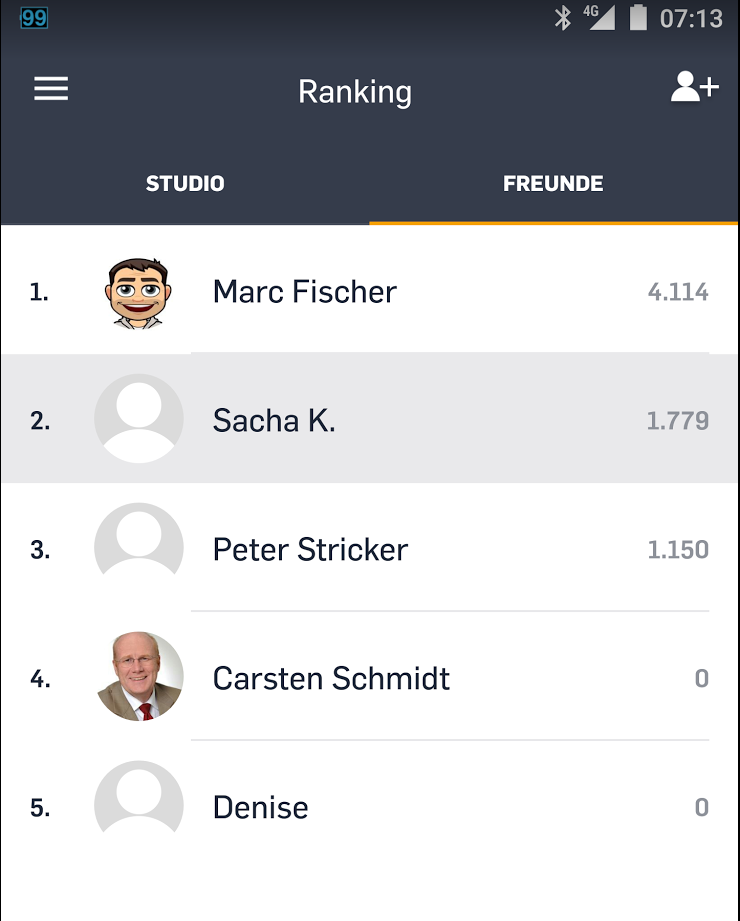 99 4G 07:13
Ranking
STUDIO FREUNDE
1. Marc Fischer 4.114
2. Sacha K. 1.779
3. Peter Stricker 1.150
4. Carsten Schmidt 0
5. Denise 0